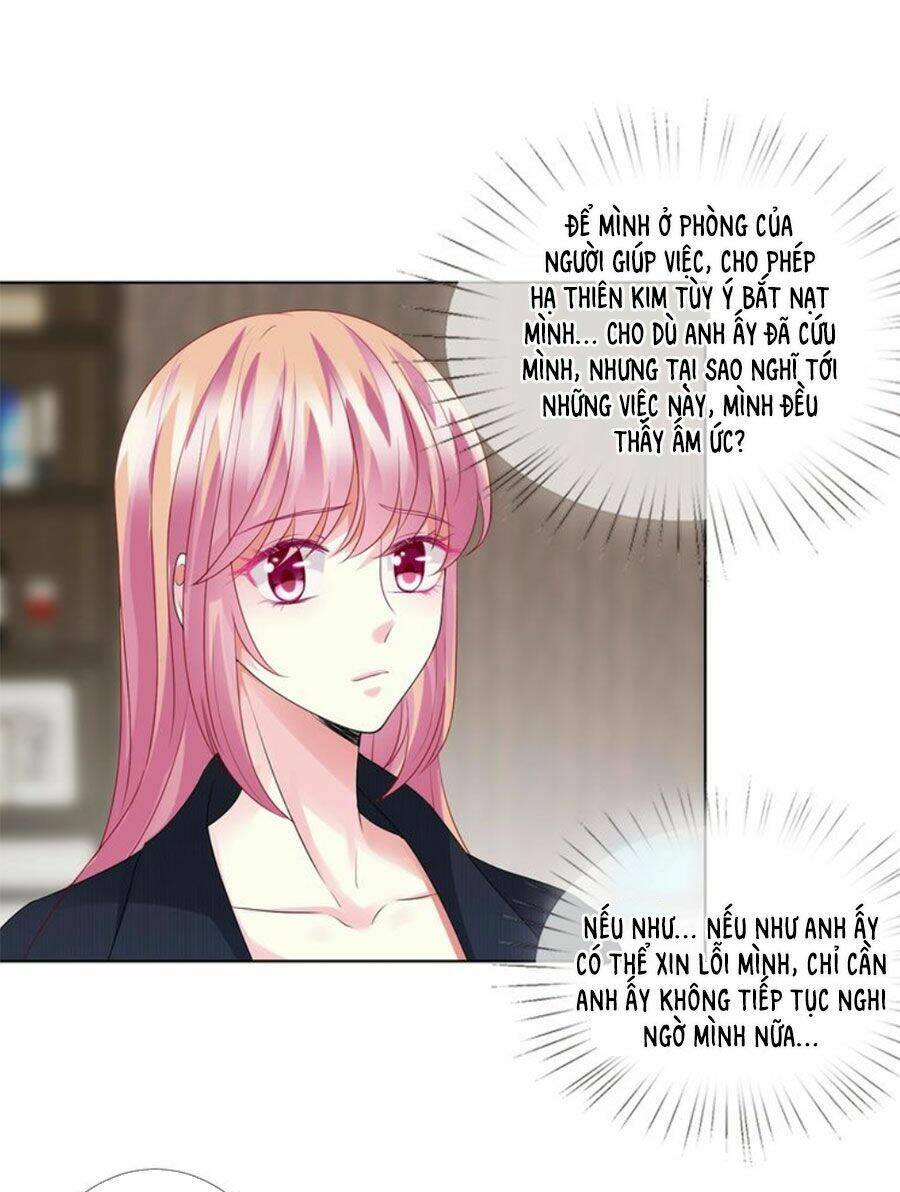 ĐỂ MÌNH Ở PHÒNG CỦA
NGƯỜI GIÚP VIỆC, CHO PHÉP
HẠ THIÊN KIM TÙY Ý BẮT NẠT
MÌNH... CHO DÙ ANH ẤY ĐÃ CỨU
MÌNH, NHƯNG TẠI SAO NGHĨ TỚI
NHỮNG VIỆC NÀY, MÌNH ĐỀU
THẤY ẤM ỨC?
NẾU NHƯ... NẾU NHƯ ANH ẤY
CÓ THỂ XIN LỖI MÌNH, CHỈ CẦN
ANH ẤY KHÔNG TIẾP TỤC NGHI
NGỜ MÌNH NỮA...